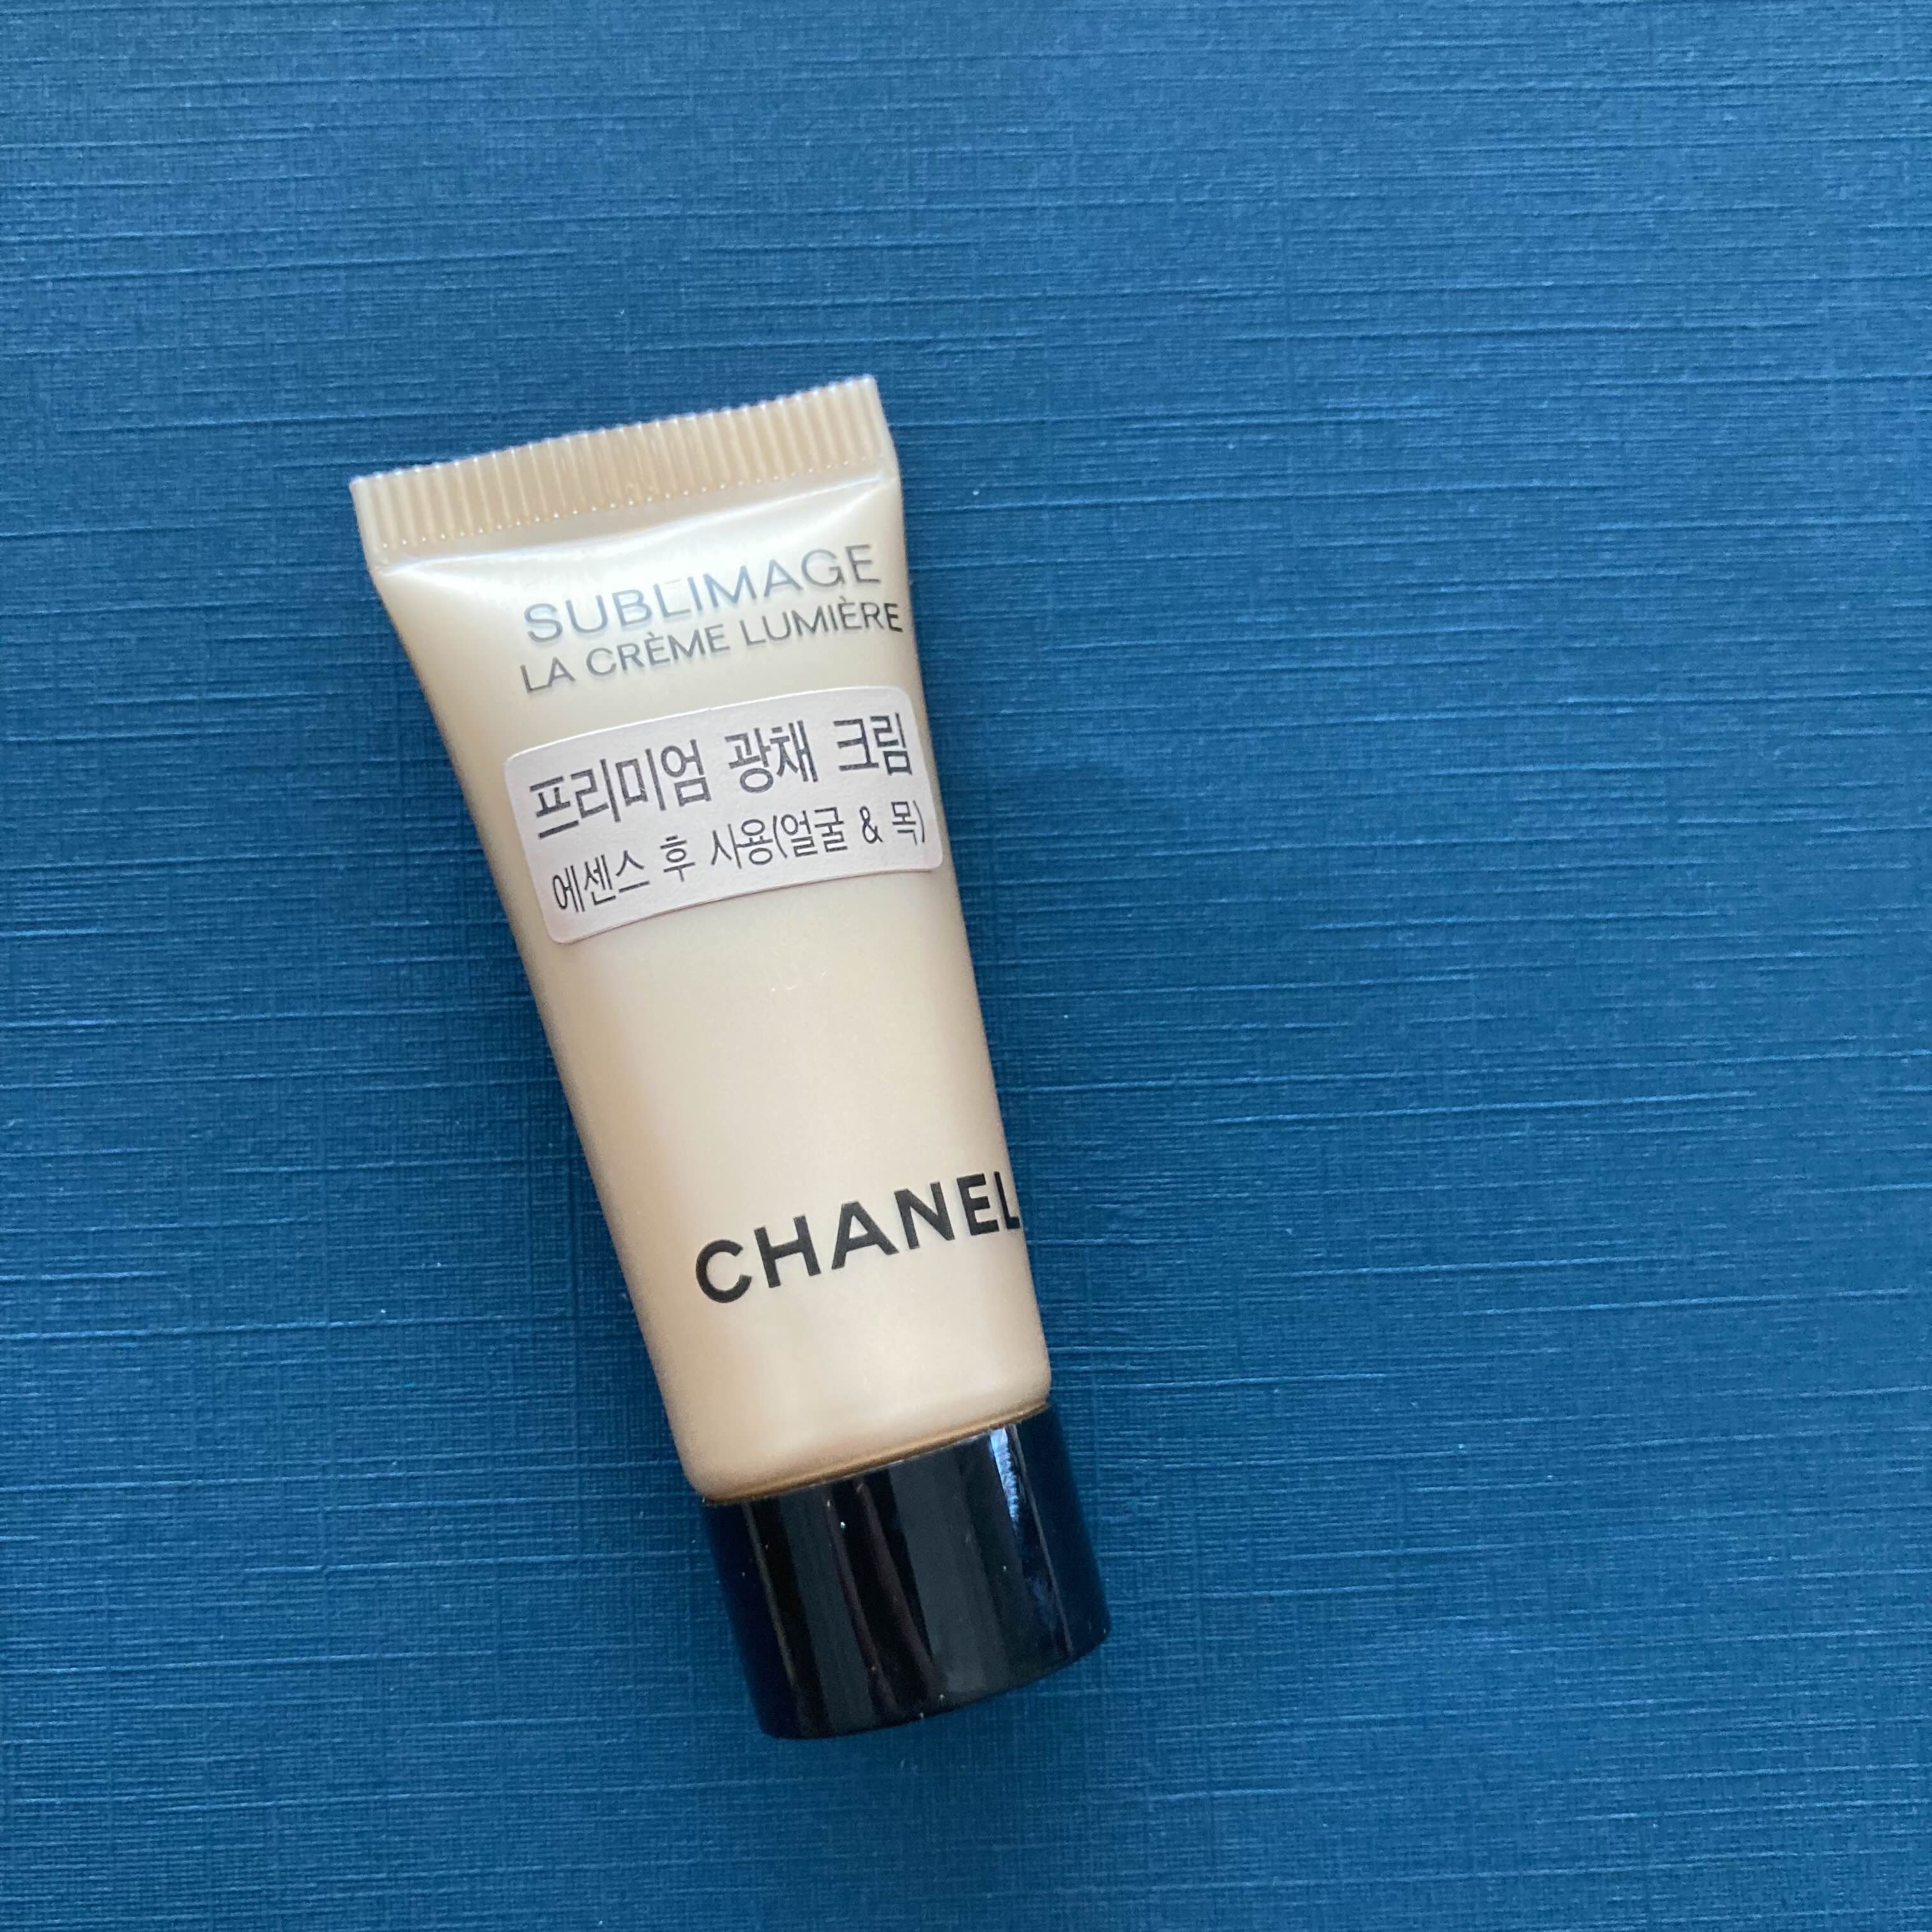 SUBLIMAGE
LA CRÈME LUMIÈRE
프리미엄 광채 크림
에센스 후 사용(얼굴 & 목)
CHANEL